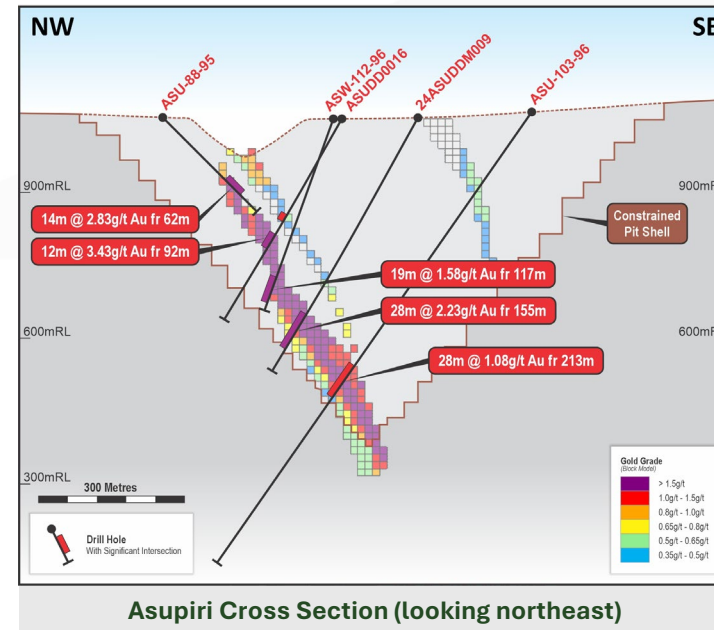 NW
SE
ASU-88-95
ASW-112-96
ASUDD0016
24ASUDDM009
ASU-103-96
900mRL
900mR
14m @ 2.83g/t Au fr 62m
12m @ 3.43g/t Au fr 92m
Constrained
Pit Shell
19m @ 1.58g/t Au fr 117m
28m @ 2.23g/t Au fr 155m
600mRL
600mR
28m @ 1.08g/t Au fr 213m
300mRL
300 Metres
Drill Hole
With Significant Intersection
Gold Grade
(Block Model)
> 1.5g/t
1.0g/t - 1.5g/t
0.8g/t - 1.0g/t
0.65g/t - 0.8g/t
0.5g/t - 0.65g/t
0.35g/t - 0.5g/t
Asupiri Cross Section (looking northeast)